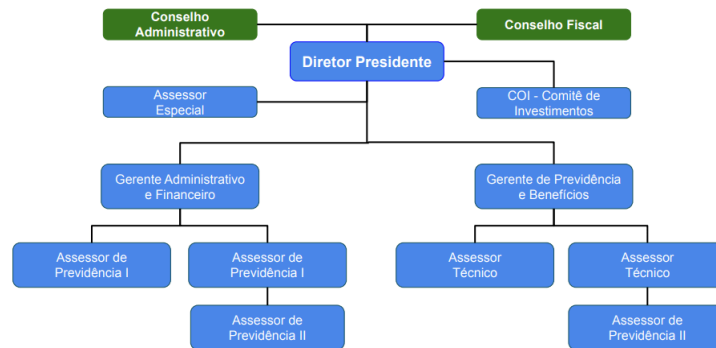 Conselho
Administrativo
Conselho Fiscal
Diretor Presidente
Assessor
Especial
COI - Comitê de
Investimentos
Gerente Administrativo
e Financeiro
Gerente de Previdência
e Benefícios
Assessor de
Previdência I
Assessor de
Previdência I
Assessor
Técnico
Assessor
Técnico
Assessor de
Previdência II
Assessor de
Previdência II